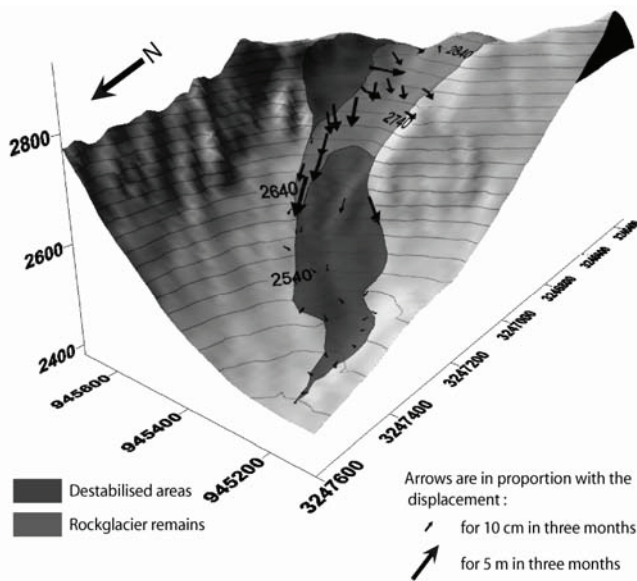 N
2840
2740
2800
2640
2600
2540
2400
945600
945400
945200
3247600
3247400
3247200
3247000
Destabilised areas
Rockglacier remains
Arrows are in proportion with the
displacement :
for 10 cm in three months
for 5 m in three months